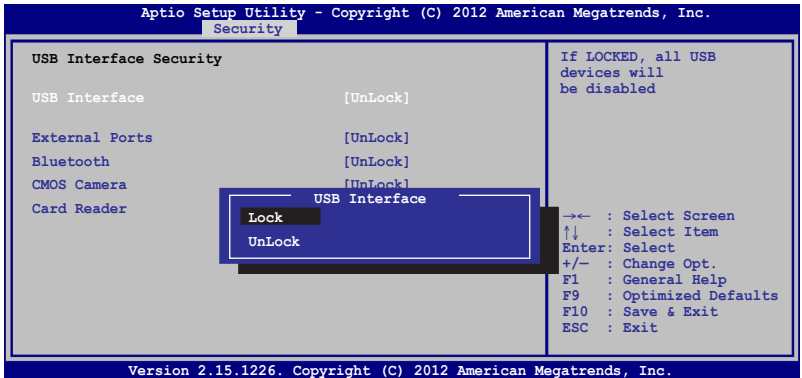 Aptio Setup Utility - Copyright (C) 2012 American Megatrends, Inc.
Security
USB Interface Security
USB Interface [UnLock]
External Ports [UnLock]
Bluetooth [UnLock]
CMOS Camera [UnLock]
Card Reader
USB Interface
Lock
UnLock
If LOCKED, all USB
devices will
be disabled
→← : Select Screen
↑↓ : Select Item
Enter: Select
+/— : Change Opt.
F1 : General Help
F9 : Optimized Defaults
F10 : Save & Exit
ESC : Exit
Version 2.15.1226. Copyright (C) 2012 American Megatrends, Inc.